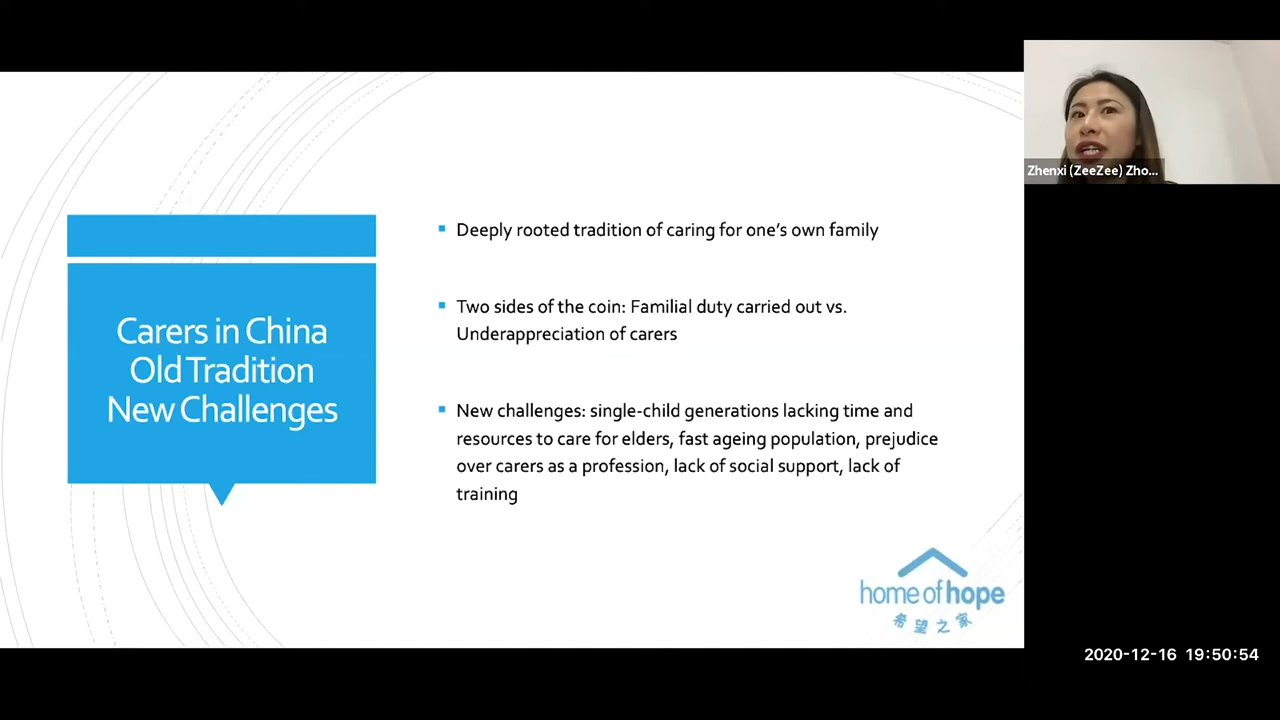 Carers in China
Old Tradition
New Challenges
▪ Deeply rooted tradition of caring for one’s own family
▪ Two sides of the coin: Familial duty carried out vs.
Underappreciation of carers
▪ New challenges: single-child generations lacking time and
resources to care for elders, fast ageing population, prejudice
over carers as a profession, lack of social support, lack of
training
home of hope
希望之家
Zhenxi (ZeeZee) Zho...
2020-12-16 19:50:54